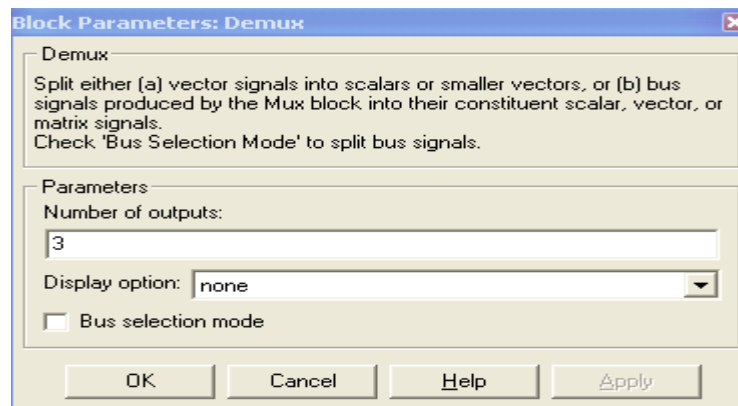 Block Parameters: Demux
Demux
Split either (a) vector signals into scalars or smaller vectors, or (b) bus
signals produced by the Mux block into their constituent scalar, vector, or
matrix signals.
Check 'Bus Selection Mode' to split bus signals.
Parameters
Number of outputs:
3
Display option: none
Bus selection mode
OK Cancel Help Apply